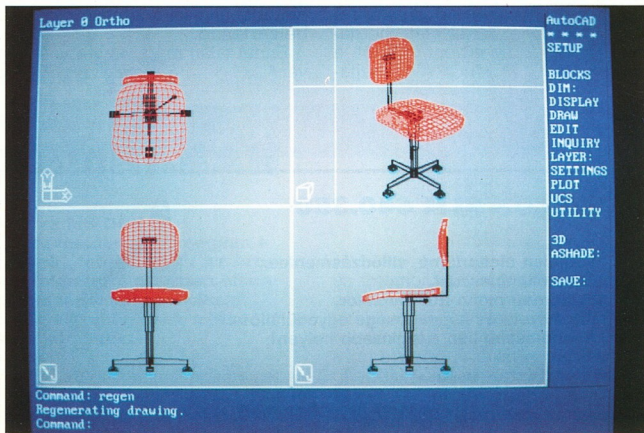 Layer 0 Ortho
AutoCAD
* * * *
SETUP
BLOCKS
DIM:
DISPLAY
DRAW
EDIT
INQUIRY
LAYER:
SETTINGS
PLOT
UCS
UTILITY
3D
ASHADE:
SAVE:
Command: regen
Regenerating drawing.
Command: